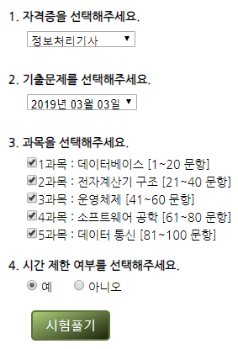 1. 자격증을 선택해주세요.
정보처리기사
2. 기출문제를 선택해주세요.
2019년 03월 03일
3. 과목을 선택해주세요.
1과목 : 데이터베이스 [1~20 문항]
2과목 : 전자계산기 구조 [21~40 문항]
3과목 : 운영체제 [41~60 문항]
4과목 : 소프트웨어 공학 [61~80 문항]
5과목 : 데이터 통신 [81~100 문항]
4. 시간 제한 여부를 선택해주세요.
예 아니오
시험풀기